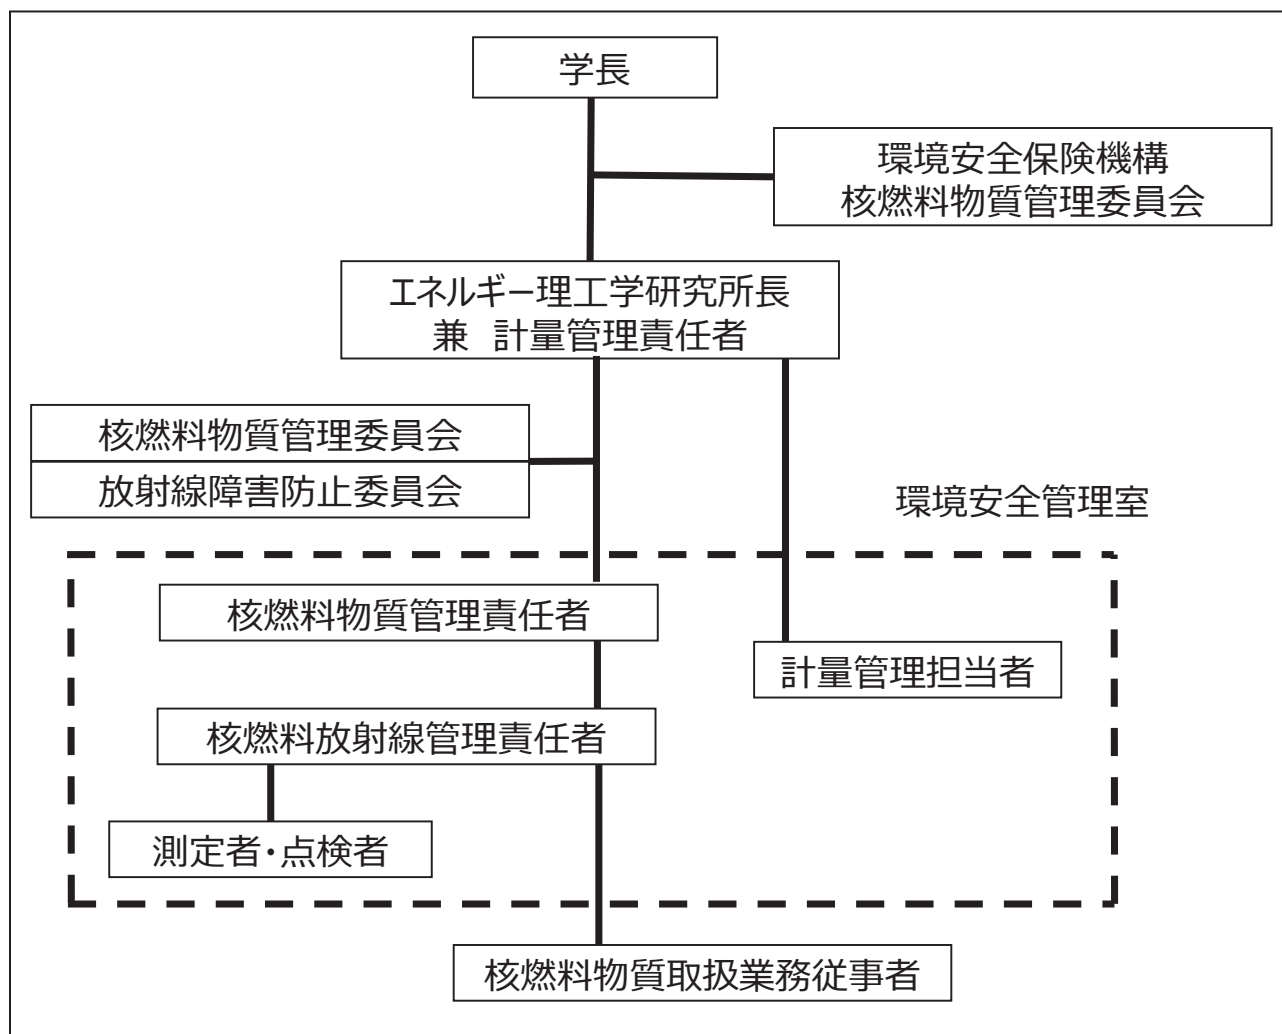 学長
環境安全保険機構
核燃料物質管理委員会
エネルギー理工学研究所長
兼 計量管理責任者
核燃料物質管理委員会
放射線障害防止委員会
環境安全管理室
核燃料物質管理責任者
計量管理担当者
核燃料放射線管理責任者
測定者・点検者
核燃料物質取扱業務従事者